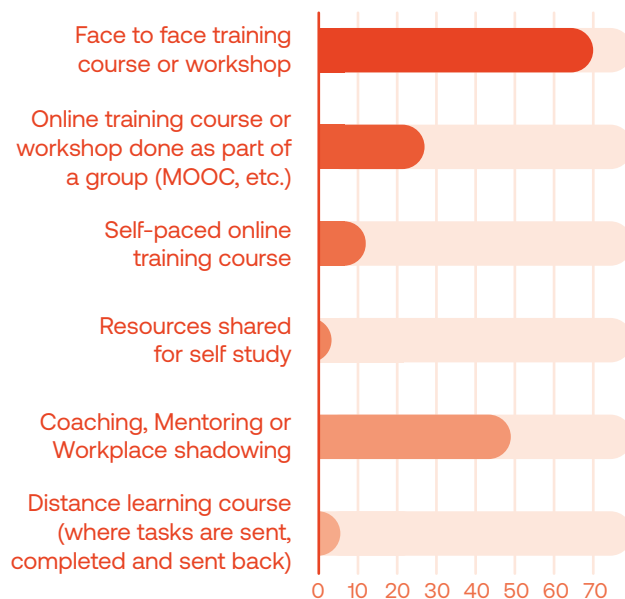 Face to face training
course or workshop
Online training course or
workshop done as part of
a group (MOOC, etc.)
Self-paced online
training course
Resources shared
for self study
Coaching, Mentoring or
Workplace shadowing
Distance learning course
(where tasks are sent,
completed and sent back)
0 10 20 30 40 50 60 70